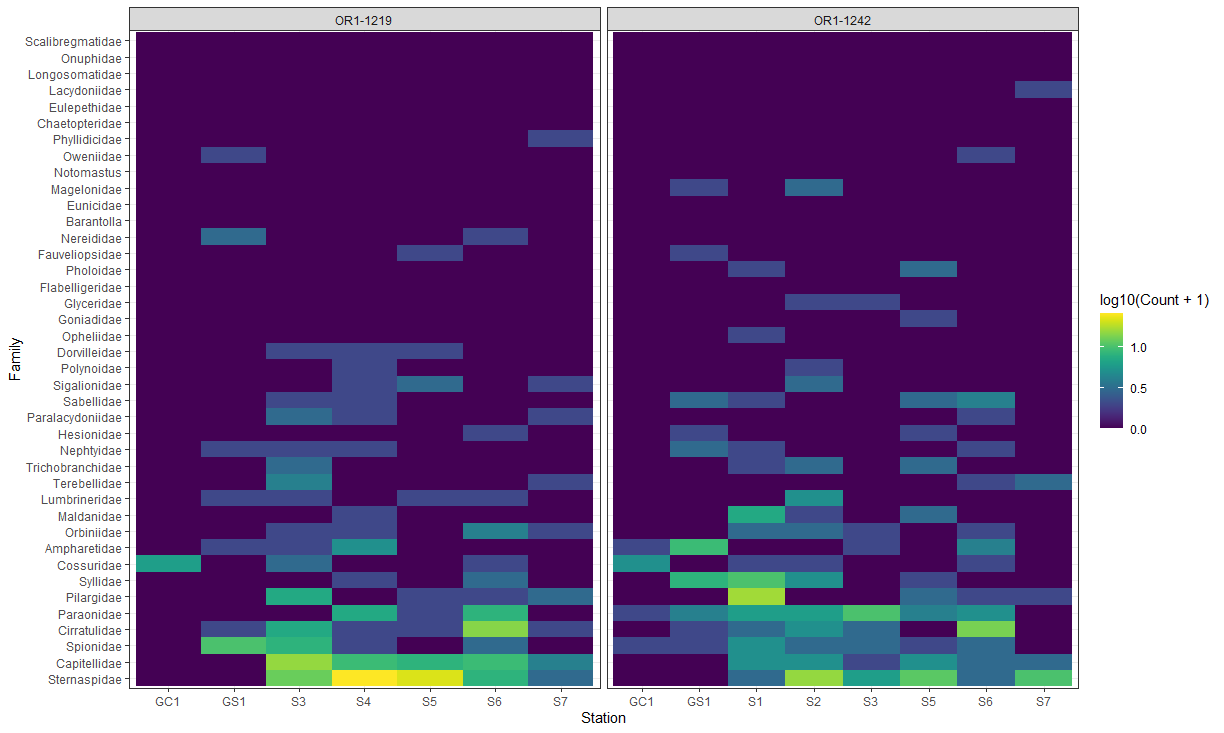 OR1-1219
OR1-1242
Scalibregmatidae
Onuphidae
Longosomatidae
Lacydoniidae
Eulepethidae
Chaetopteridae
Phyllidicidae
Oweniidae
Notomastus
Magelonidae
Eunicidae
Barantolla
Nereididae
Fauveliopsidae
Pholoidae
Flabelligeridae
Glyceridae
Goniadidae
Opheliidae
Dorvilleidae
Polynoidae
Sigalionidae
Sabellidae
Paralacydoniidae
Hesionidae
Nephtyidae
Trichobranchidae
Terebellidae
Lumbrineridae
Maldanidae
Orbiniidae
Ampharetidae
Cossuridae
Syllidae
Pilargidae
Paraonidae
Cirratulidae
Spionidae
Capitellidae
Sternaspidae
Family
GC1 GS1 S3 S4 S5 S6 S7
GC1 GS1 S1 S2 S3 S5 S6 S7
Station
log10(Count + 1)
1.0
0.5
0.0